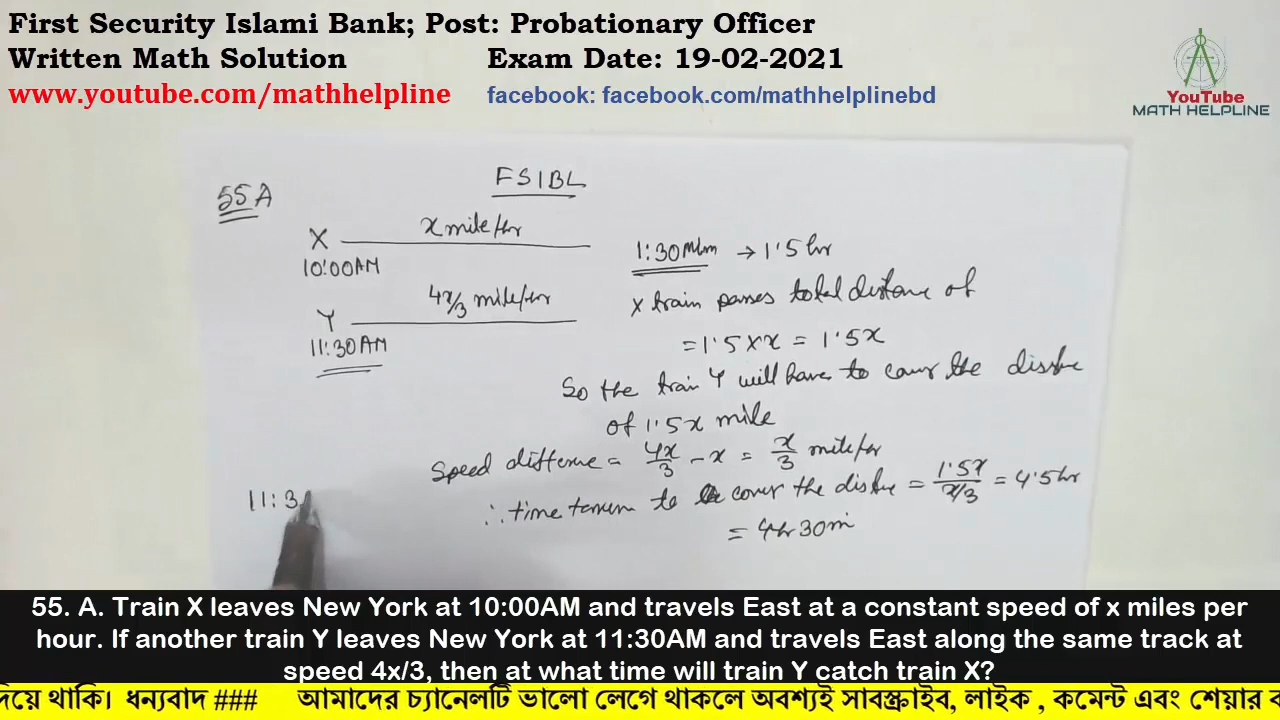 First Security Islami Bank; Post: Probationary Officer
Written Math Solution Exam Date: 19-02-2021
www.youtube.com/mathhelpline facebook: facebook.com/mathhelplinebd
YouTube
MATH HELPLINE
FSIBL
55A
X x mile/hr
10:00AM
1:30 → 1.5 hr
Y 4x/3 mile/hr
11:30AM
x train passes total distance of
= 1.5 × x = 1.5x
So the train Y will have to cover the
of 1.5x mile
Speed difference = 4x/3 - x = x/3 mile/hr
∴ time to cover the = 1.5x / x/3 = 4.5 hr
= 4hr 30 mi
11:3
55. A. Train X leaves New York at 10:00AM and travels East at a constant speed of x miles per
hour. If another train Y leaves New York at 11:30AM and travels East along the same track at
speed 4x/3, then at what time will train Y catch train X?
দিয়ে থাকি। ধন্যবাদ ### আমাদের চ্যানেলটি ভালো লেগে থাকলে অবশ্যই সাবস্ক্রাইব, লাইক , কমেন্ট এবং শেয়ার ক